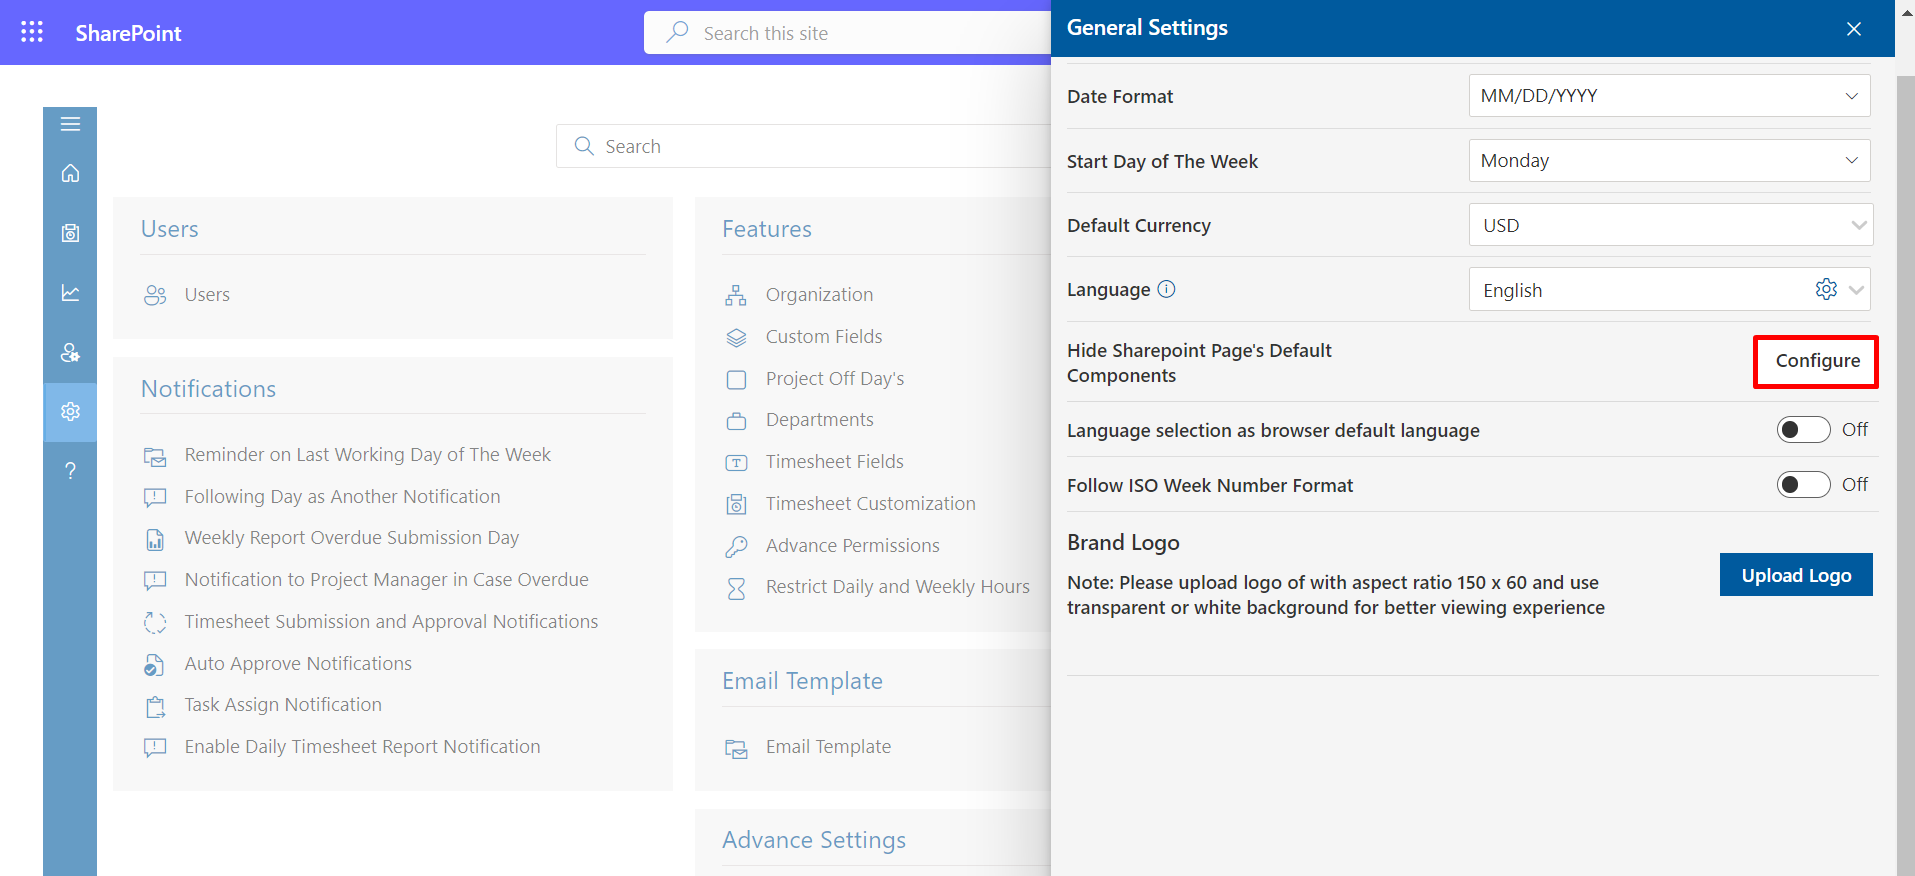 SharePoint
Search this site
Search
Users
Users
Notifications
Reminder on Last Working Day of The Week
Following Day as Another Notification
Weekly Report Overdue Submission Day
Notification to Project Manager in Case Overdue
Timesheet Submission and Approval Notifications
Auto Approve Notifications
Task Assign Notification
Enable Daily Timesheet Report Notification
Features
Organization
Custom Fields
Project Off Day's
Departments
Timesheet Fields
Timesheet Customization
Advance Permissions
Restrict Daily and Weekly Hours
Email Template
Email Template
Advance Settings
General Settings
Date Format
MM/DD/YYYY
Start Day of The Week
Monday
Default Currency
USD
Language
English
Hide Sharepoint Page's Default
Components
Configure
Language selection as browser default language
Off
Follow ISO Week Number Format
Off
Brand Logo
Note: Please upload logo of with aspect ratio 150 x 60 and use
transparent or white background for better viewing experience
Upload Logo